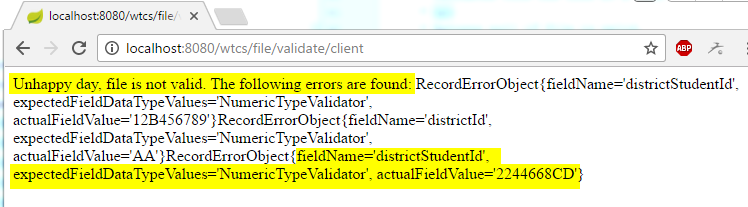 localhost:8080/wtcs/file/
localhost:8080/wtcs/file/validate/client
ABP
Unhappy day, file is not valid. The following errors are found: RecordErrorObject{fieldName='districtStudentId',
expectedFieldDataTypeValues='NumericTypeValidator',
actualFieldValue='12B456789'}RecordErrorObject{fieldName='districtId',
expectedFieldDataTypeValues='NumericTypeValidator',
actualFieldValue='AA'}RecordErrorObject{fieldName='districtStudentId',
expectedFieldDataTypeValues='NumericTypeValidator', actualFieldValue='2244668CD'}